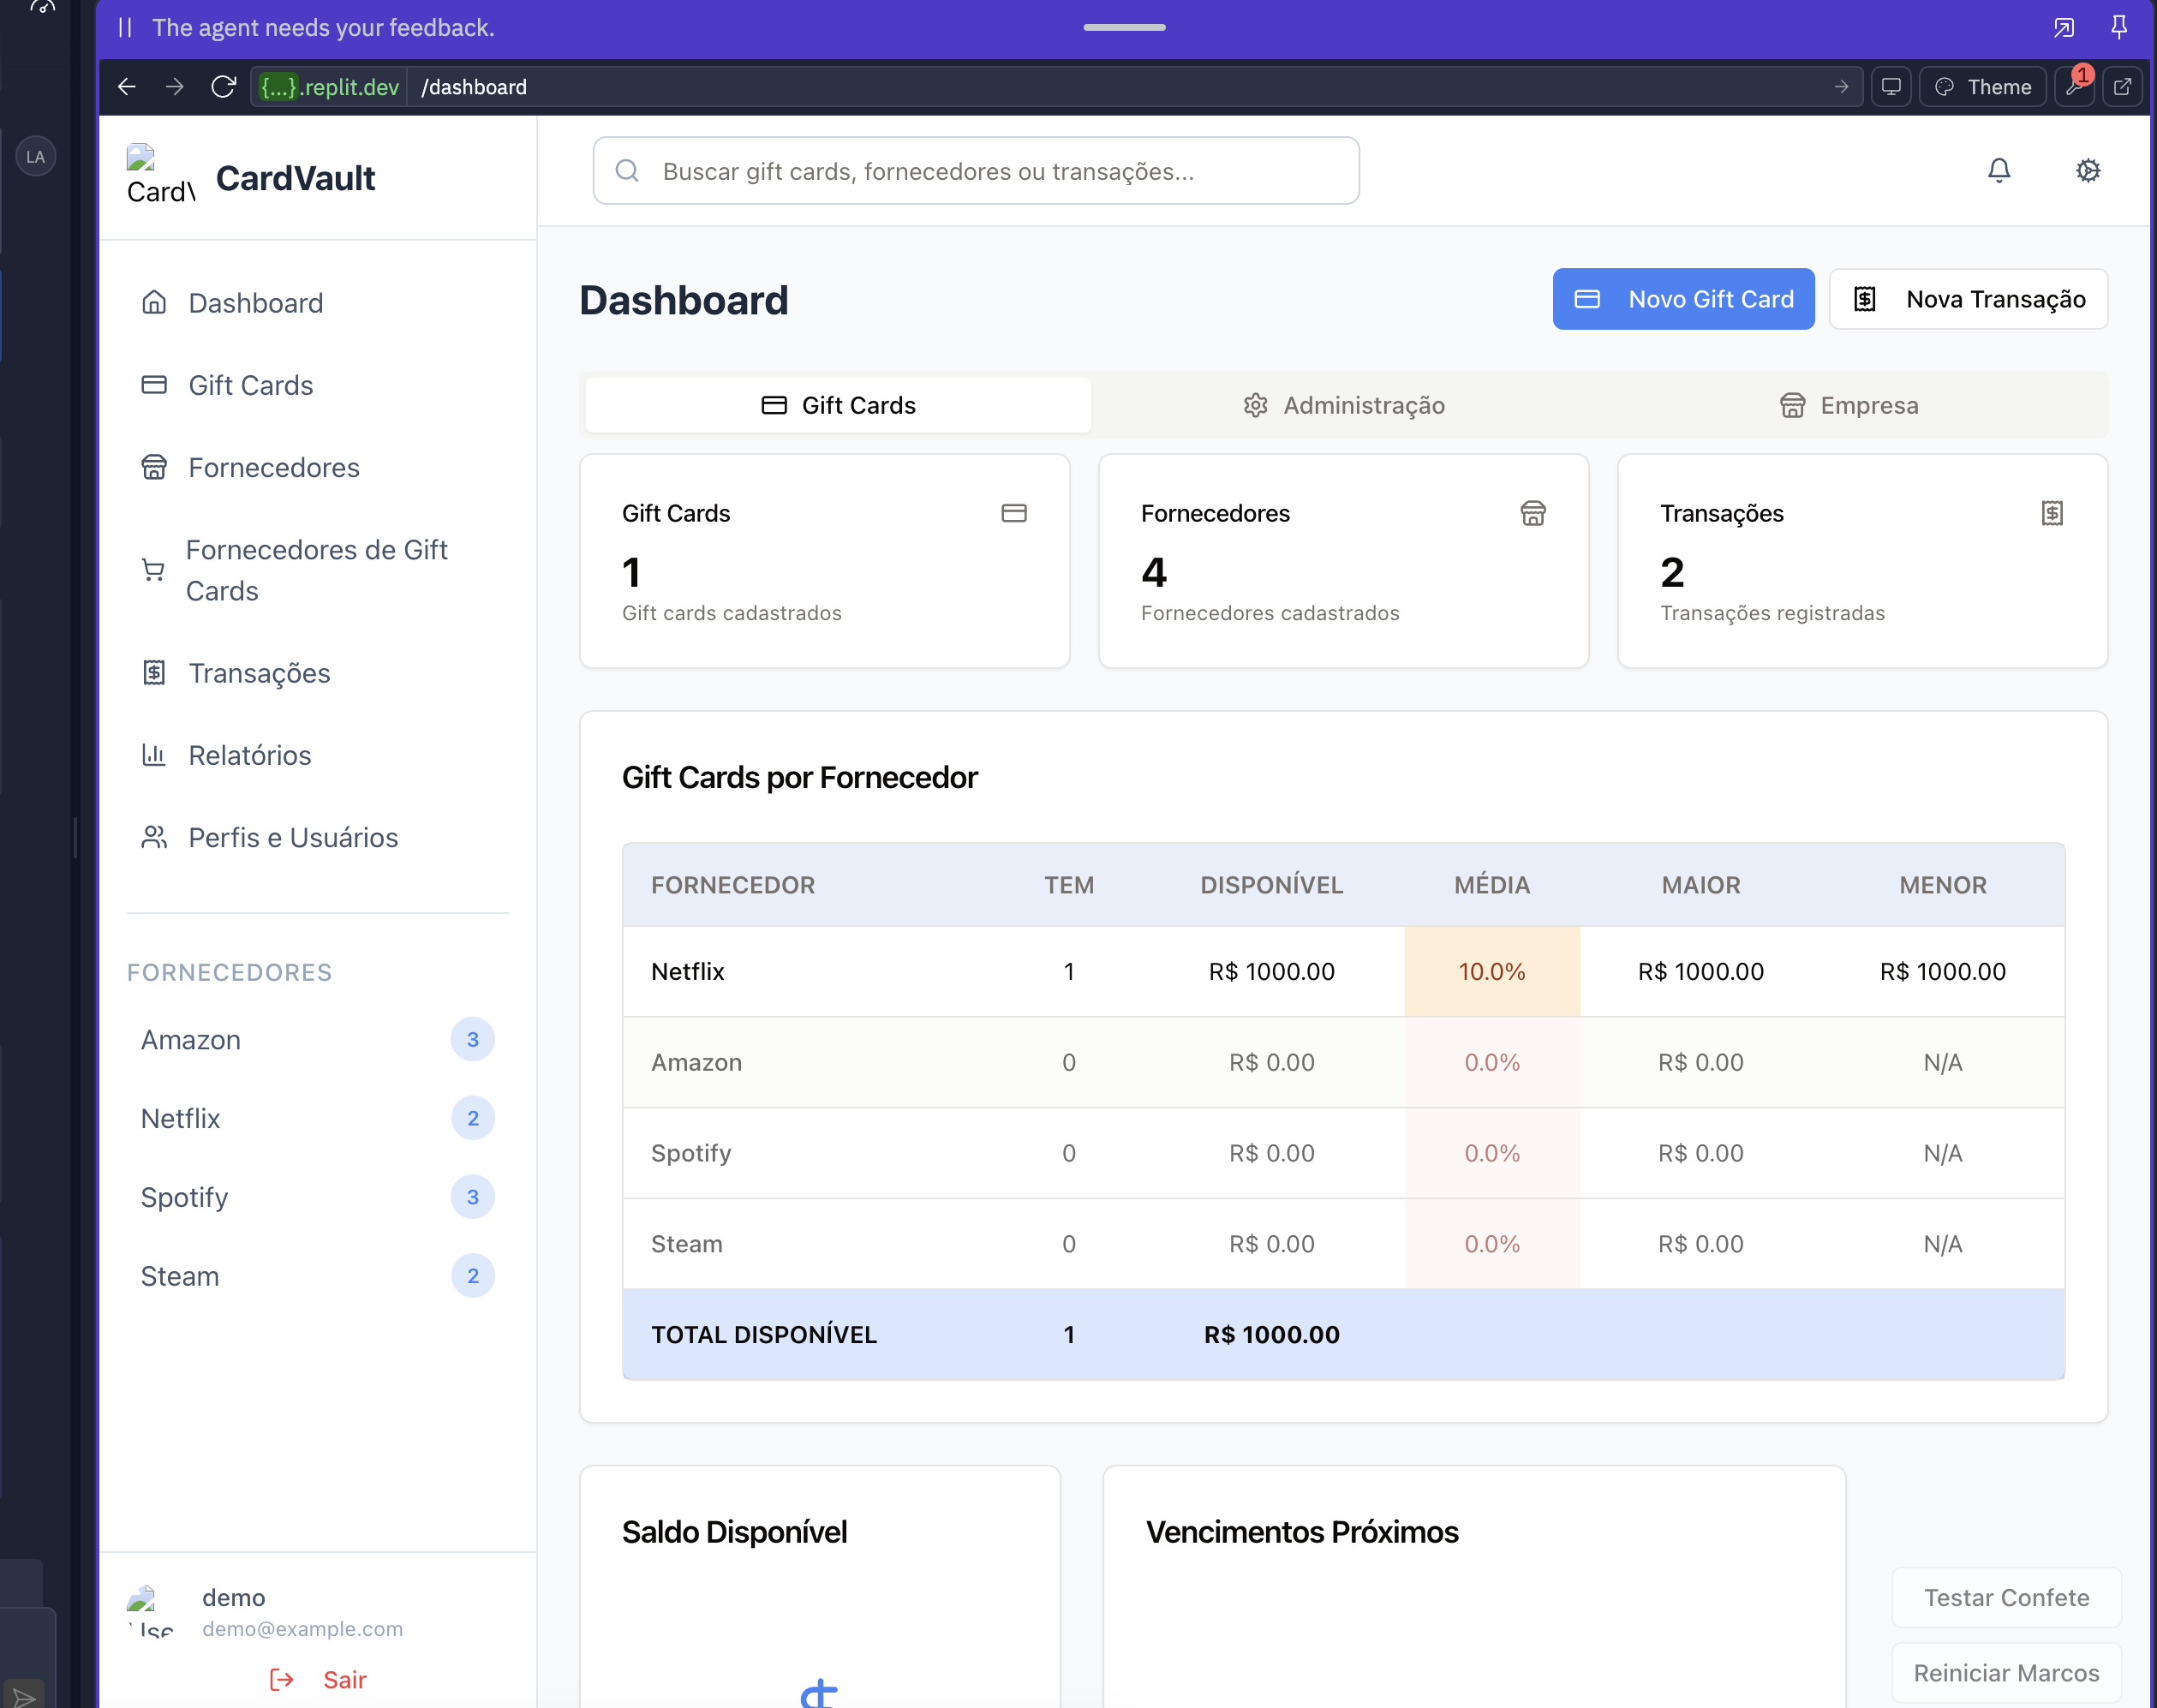 The agent needs your feedback.
{...}.replit.dev /dashboard
Theme
1
LA
CardVault
Buscar gift cards, fornecedores ou transações...
Dashboard
Gift Cards
Fornecedores
Fornecedores de Gift
Cards
Transações
Relatórios
Perfis e Usuários
FORNECEDORES
Amazon 3
Netflix 2
Spotify 3
Steam 2
demo
demo@example.com
Sair
Dashboard
Novo Gift Card
Nova Transação
Gift Cards
Administração
Empresa
Gift Cards
1
Gift cards cadastrados
Fornecedores
4
Fornecedores cadastrados
Transações
2
Transações registradas
Gift Cards por Fornecedor
FORNECEDOR TEM DISPONÍVEL MÉDIA MAIOR MENOR
Netflix 1 R$ 1000.00 10.0% R$ 1000.00 R$ 1000.00
Amazon 0 R$ 0.00 0.0% R$ 0.00 N/A
Spotify 0 R$ 0.00 0.0% R$ 0.00 N/A
Steam 0 R$ 0.00 0.0% R$ 0.00 N/A
TOTAL DISPONÍVEL 1 R$ 1000.00
Saldo Disponível
Vencimentos Próximos
Testar Confete
Reiniciar Marcos